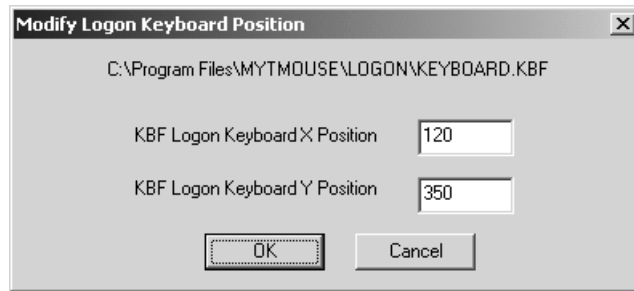 Modify Logon Keyboard Position
C:\Program Files\MYTMOUSE\LOGON\KEYBOARD.KBF
KBF Logon Keyboard X Position 120
KBF Logon Keyboard Y Position 350
OK Cancel